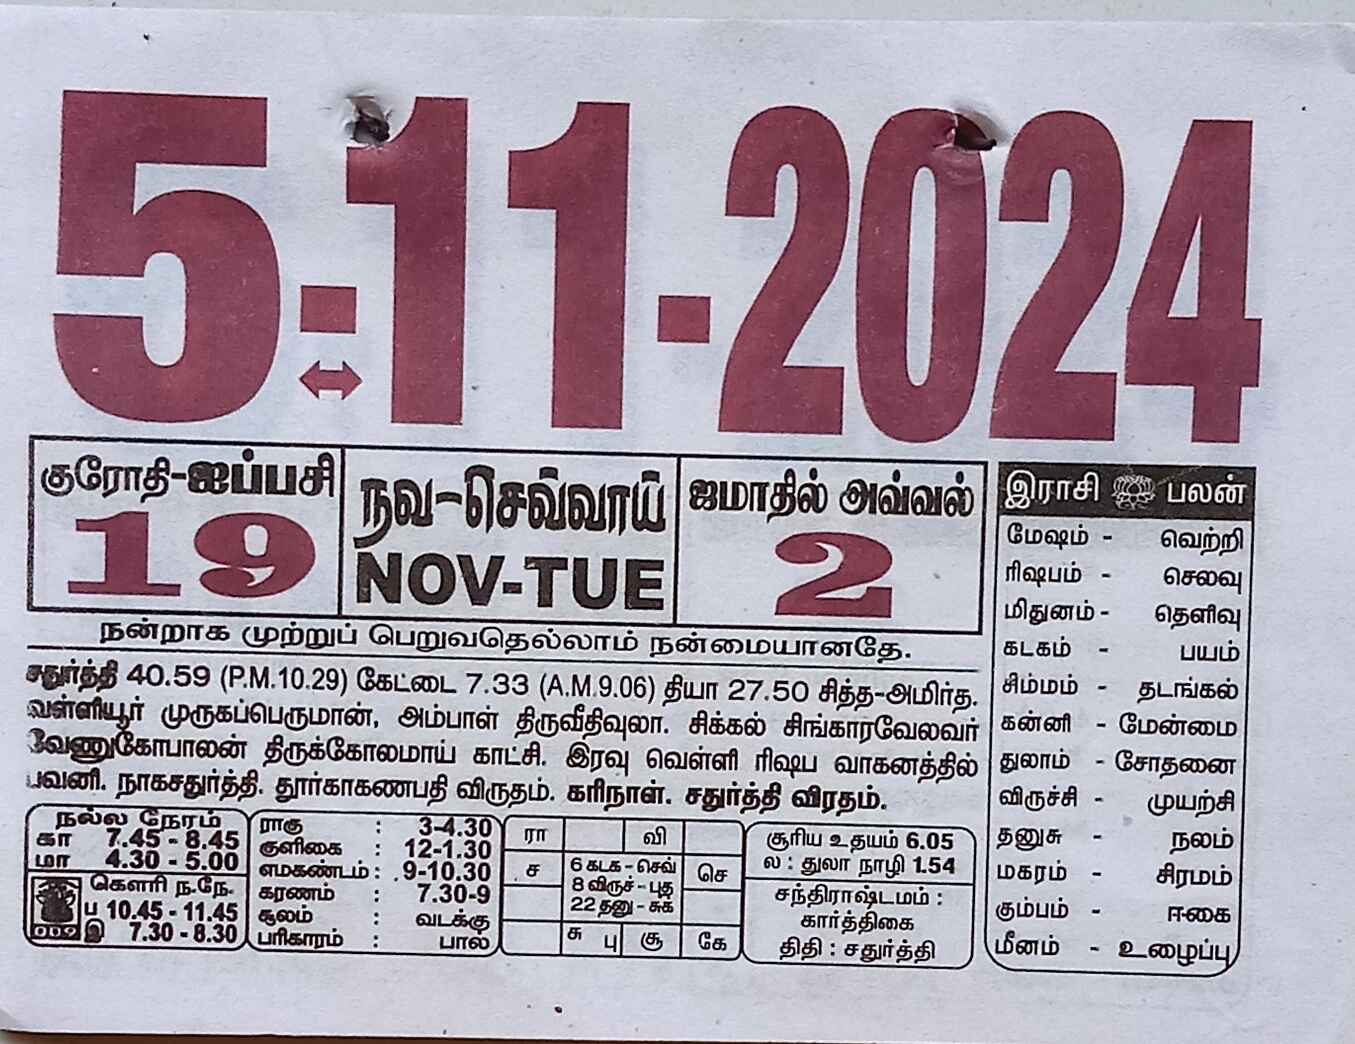 5-11-2024
குரோதி-ஐப்பசி
19
நவ-செவ்வாய்
NOV-TUE
ஜமாதில் அவ்வல்
2
நன்றாக முற்றுப் பெறுவதெல்லாம் நன்மையானதே.
சதுர்த்தி 40.59 (P.M.10.29) கேட்டை 7.33 (A.M.9.06) தியா 27.50 சித்த-அமிர்த.
வள்ளியூர் முருகப்பெருமான், அம்பாள் திருவீதிவுலா. சிக்கல் சிங்காரவேலவர்
வேணுகோபாலன் திருக்கோலமாய் காட்சி. இரவு வெள்ளி ரிஷப வாகனத்தில்
பவனி. நாகசதுர்த்தி. தூர்காகணபதி விருதம். கரிநாள். சதுர்த்தி விரதம்.
நல்ல நேரம்
கா 7.45 - 8.45
மா 4.30 - 5.00
கௌரி ந.நே.
ப 10.45 - 11.45
இ 7.30 - 8.30
ராகு : 3-4.30
குளிகை : 12-1.30
எமகண்டம் : 9-10.30
கரணம் : 7.30-9
சூலம் : வடக்கு
பரிகாரம் : பால்
ரா வி
ச செ
6 கடக - செவ்
8 விருச் - புத
22 தனு - சுக்
சு பு சூ கே
சூரிய உதயம் 6.05
ல : துலா நாழி 1.54
சந்திராஷ்டமம் :
கார்த்திகை
திதி : சதுர்த்தி
இராசி பலன்
மேஷம் - வெற்றி
ரிஷபம் - செலவு
மிதுனம் - தெளிவு
கடகம் - பயம்
சிம்மம் - தடங்கல்
கன்னி - மேன்மை
துலாம் - சோதனை
விருச்சி - முயற்சி
தனுசு - நலம்
மகரம் - சிரமம்
கும்பம் - ஈகை
மீனம் - உழைப்பு